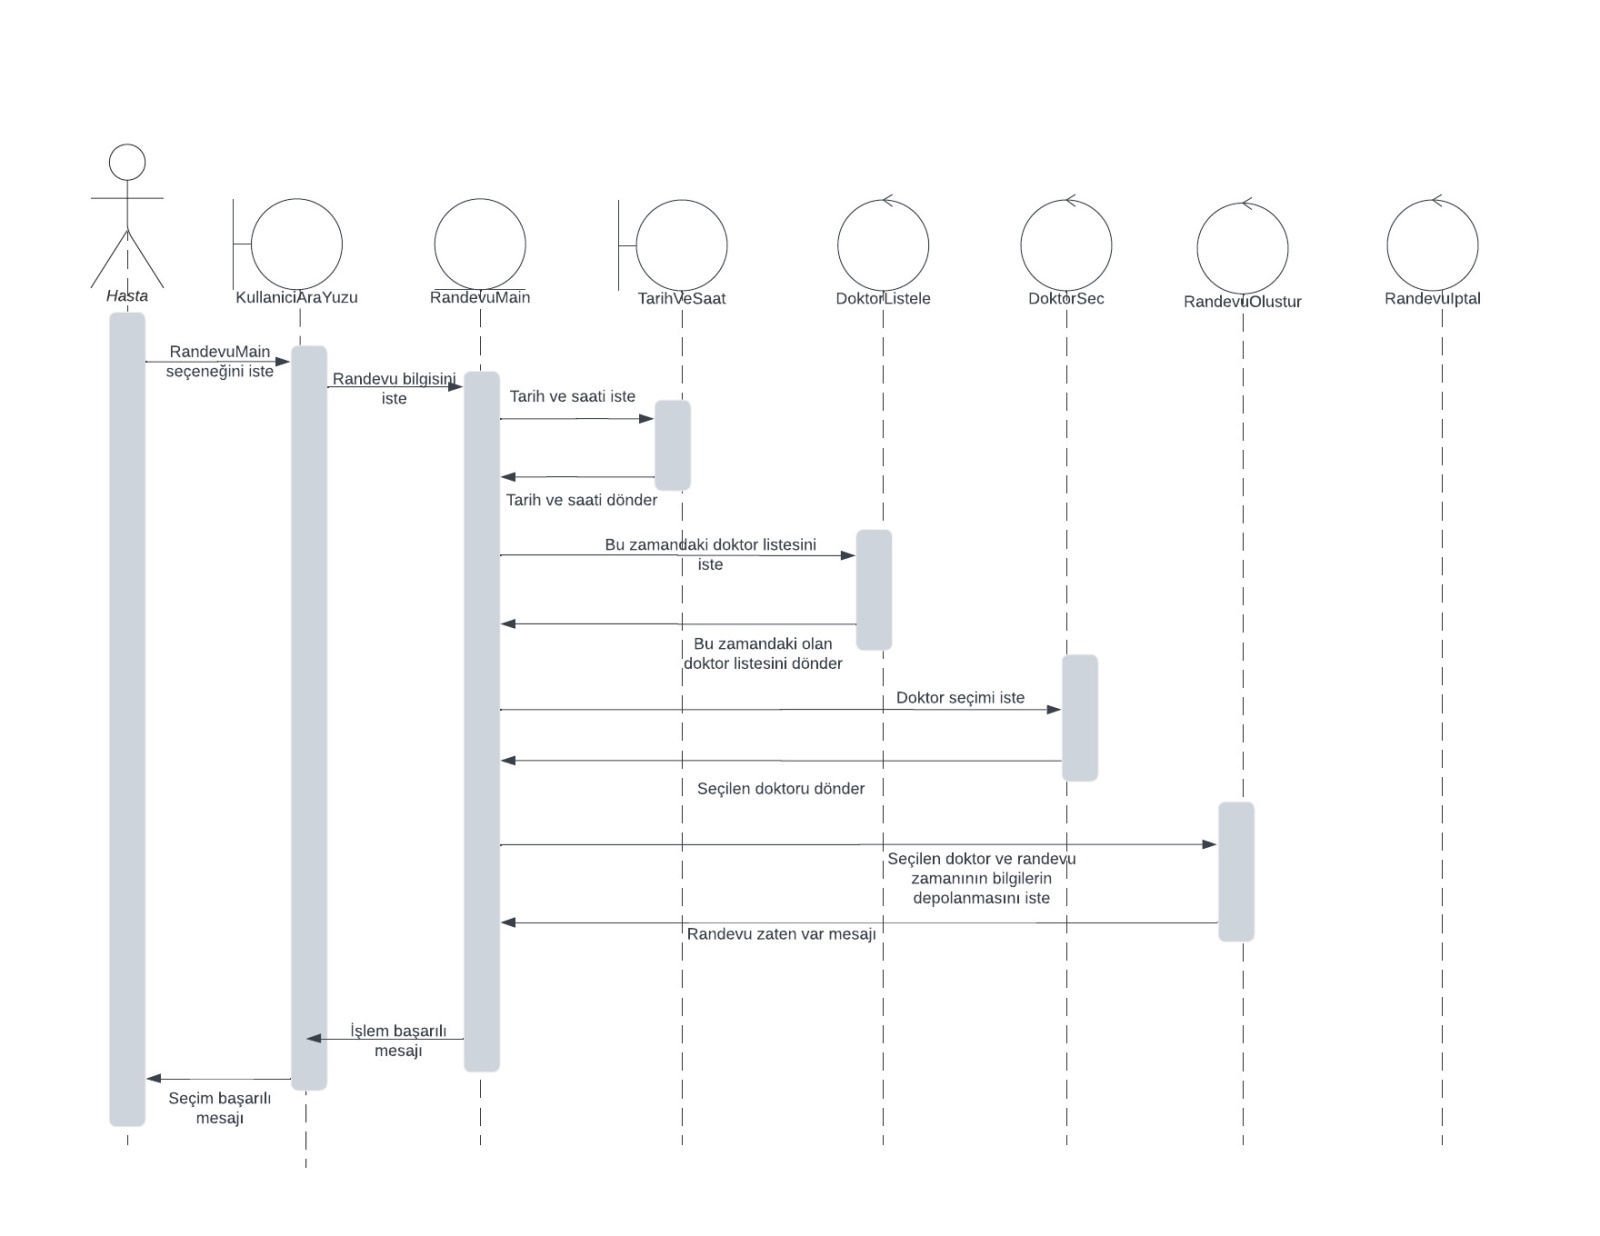 Hasta
KullaniciAraYuzu
RandevuMain
TarihVeSaat
DoktorListele
DoktorSec
RandevuOlustur
RandevuIptal
RandevuMain
seçeneğini iste
Randevu bilgisini
iste
Tarih ve saati iste
Tarih ve saati dönder
Bu zamandaki doktor listesini
iste
Bu zamandaki olan
doktor listesini dönder
Doktor seçimi iste
Seçilen doktoru dönder
Seçilen doktor ve randevu
zamanının bilgilerin
depolanmasını iste
Randevu zaten var mesajı
İşlem başarılı
mesajı
Seçim başarılı
mesajı